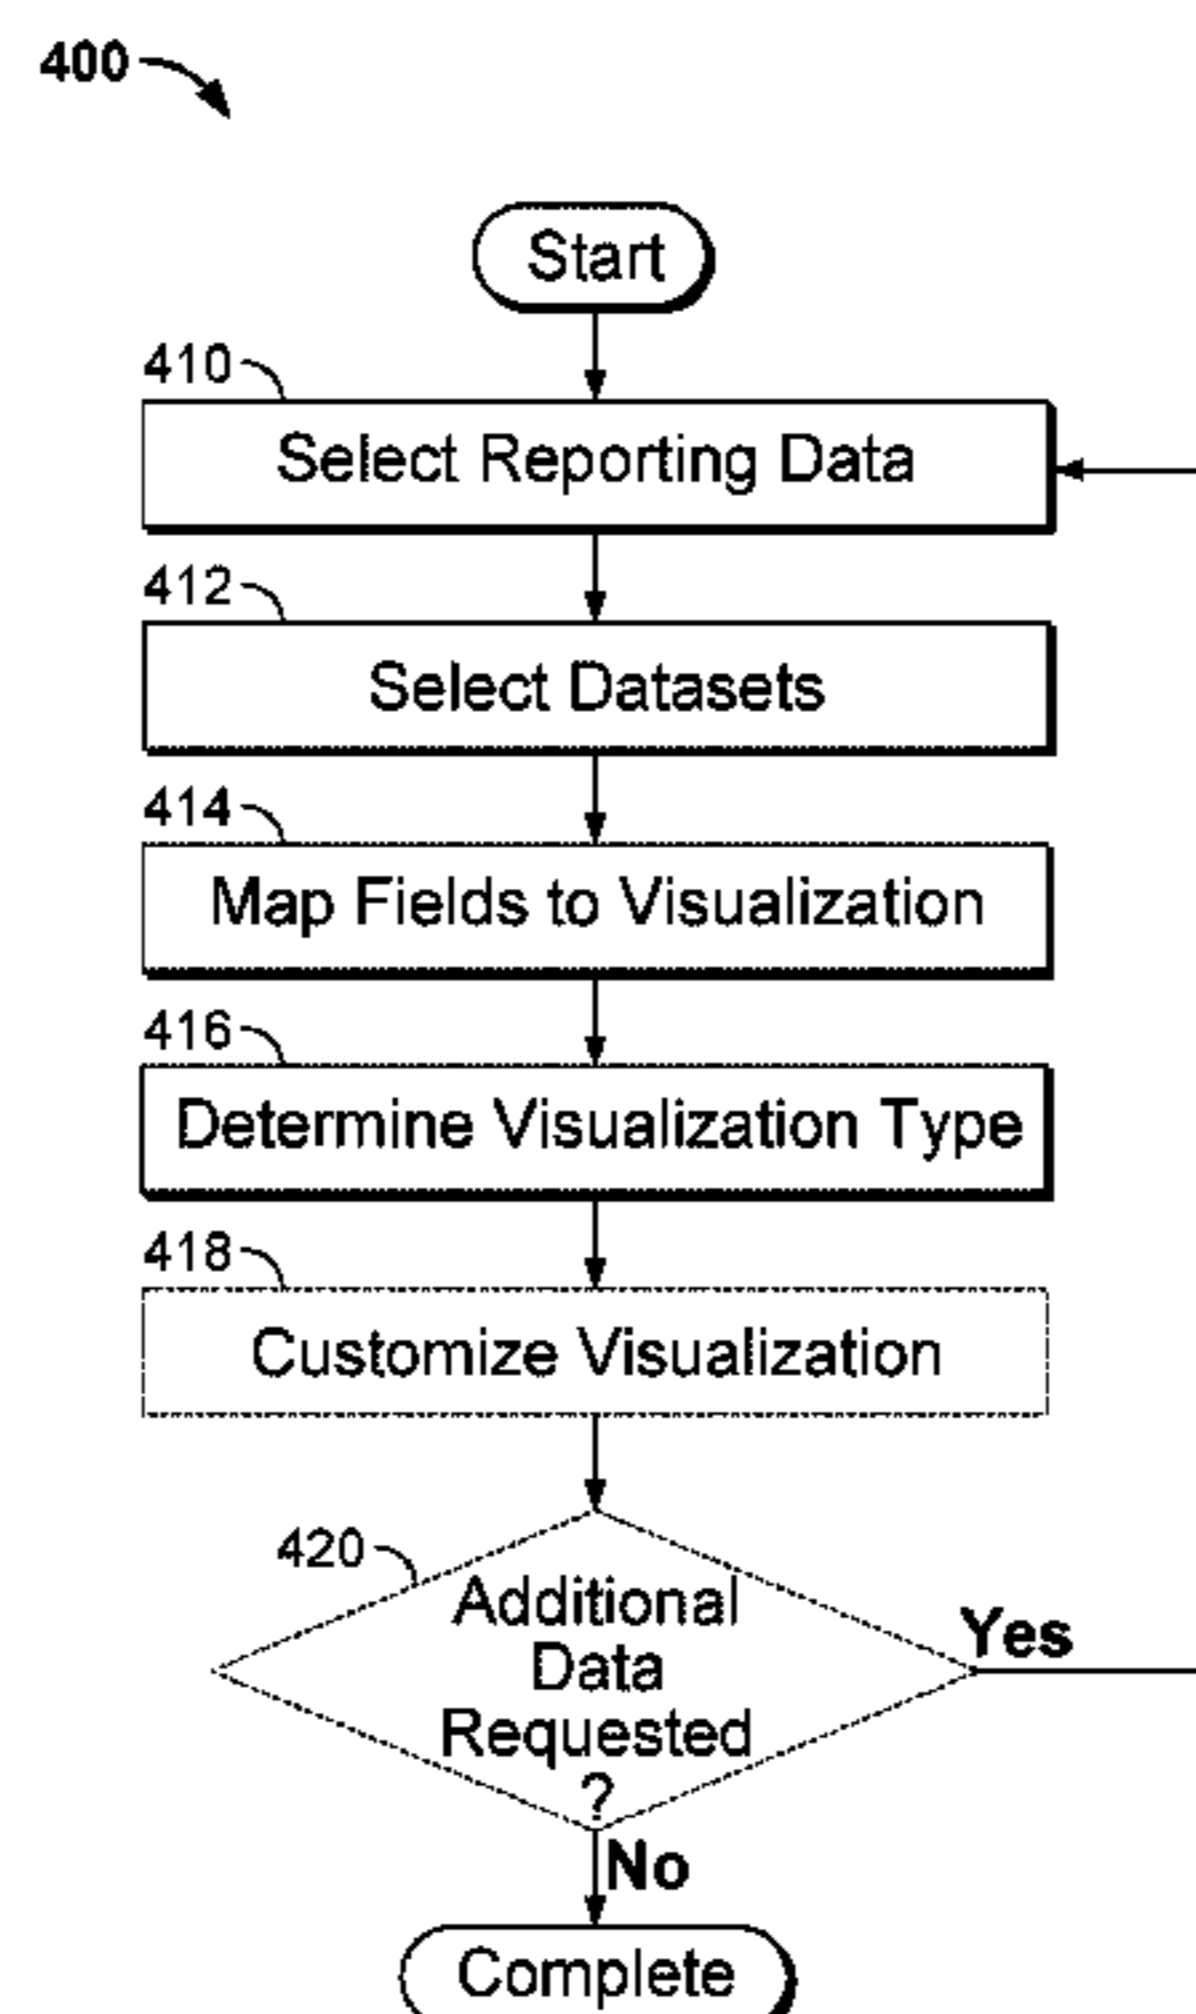 400
Start
410
Select Reporting Data
412
Select Datasets
414
Map Fields to Visualization
416
Determine Visualization Type
418
Customize Visualization
420
Additional
Data
Requested
?
Yes
No
Complete